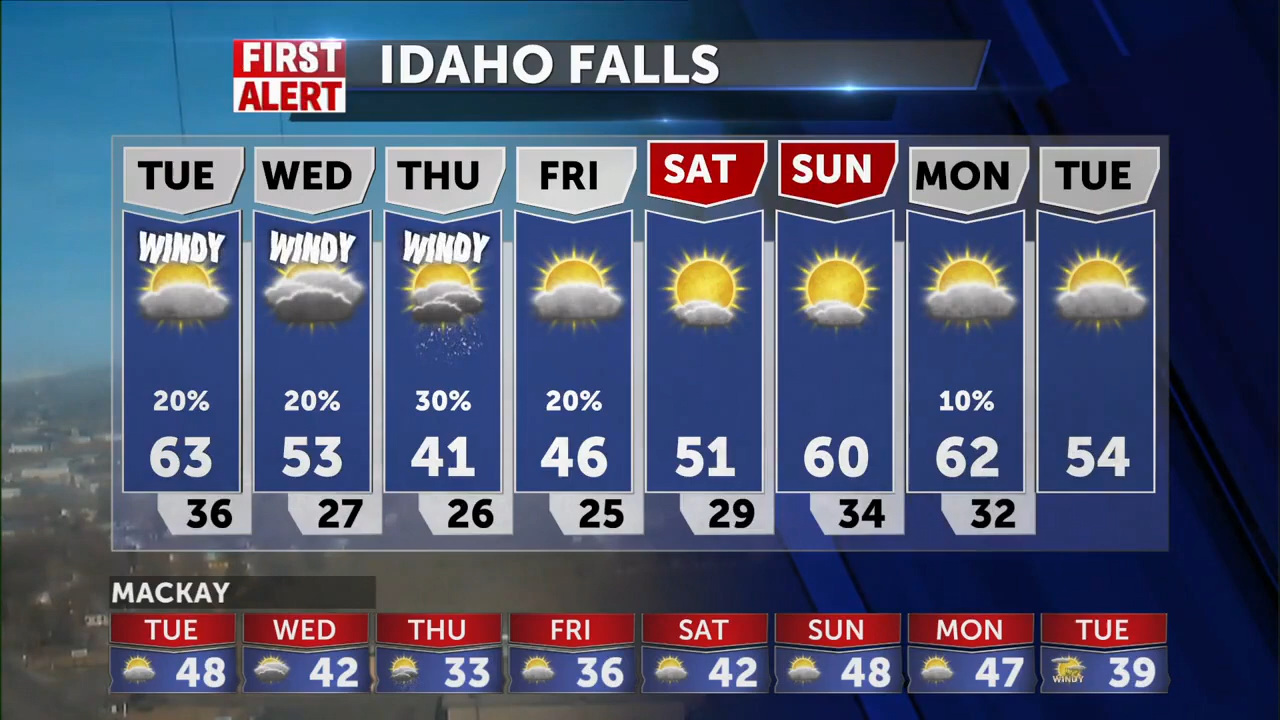 FIRST
ALERT
IDAHO FALLS
TUE WED THU FRI SAT SUN MON TUE
WINDY WINDY WINDY
20% 20% 30% 20% 10%
63 53 41 46 51 60 62 54
36 27 26 25 29 34 32
MACKAY
TUE WED THU FRI SAT SUN MON TUE
48 42 33 36 42 48 47 39
WINDY